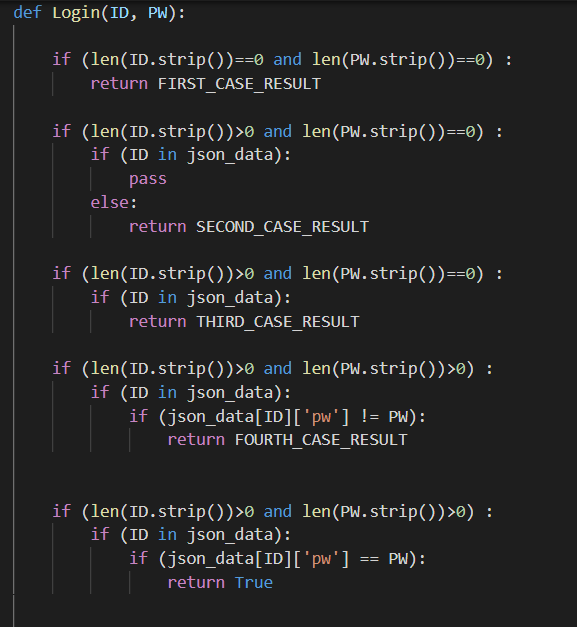 def Login(ID, PW):
if (len(ID.strip())==0 and len(PW.strip())==0) :
return FIRST_CASE_RESULT
if (len(ID.strip())>0 and len(PW.strip())==0) :
if (ID in json_data):
pass
else:
return SECOND_CASE_RESULT
if (len(ID.strip())>0 and len(PW.strip())==0) :
if (ID in json_data):
return THIRD_CASE_RESULT
if (len(ID.strip())>0 and len(PW.strip())>0) :
if (ID in json_data):
if (json_data[ID]['pw'] != PW):
return FOURTH_CASE_RESULT
if (len(ID.strip())>0 and len(PW.strip())>0) :
if (ID in json_data):
if (json_data[ID]['pw'] == PW):
return True